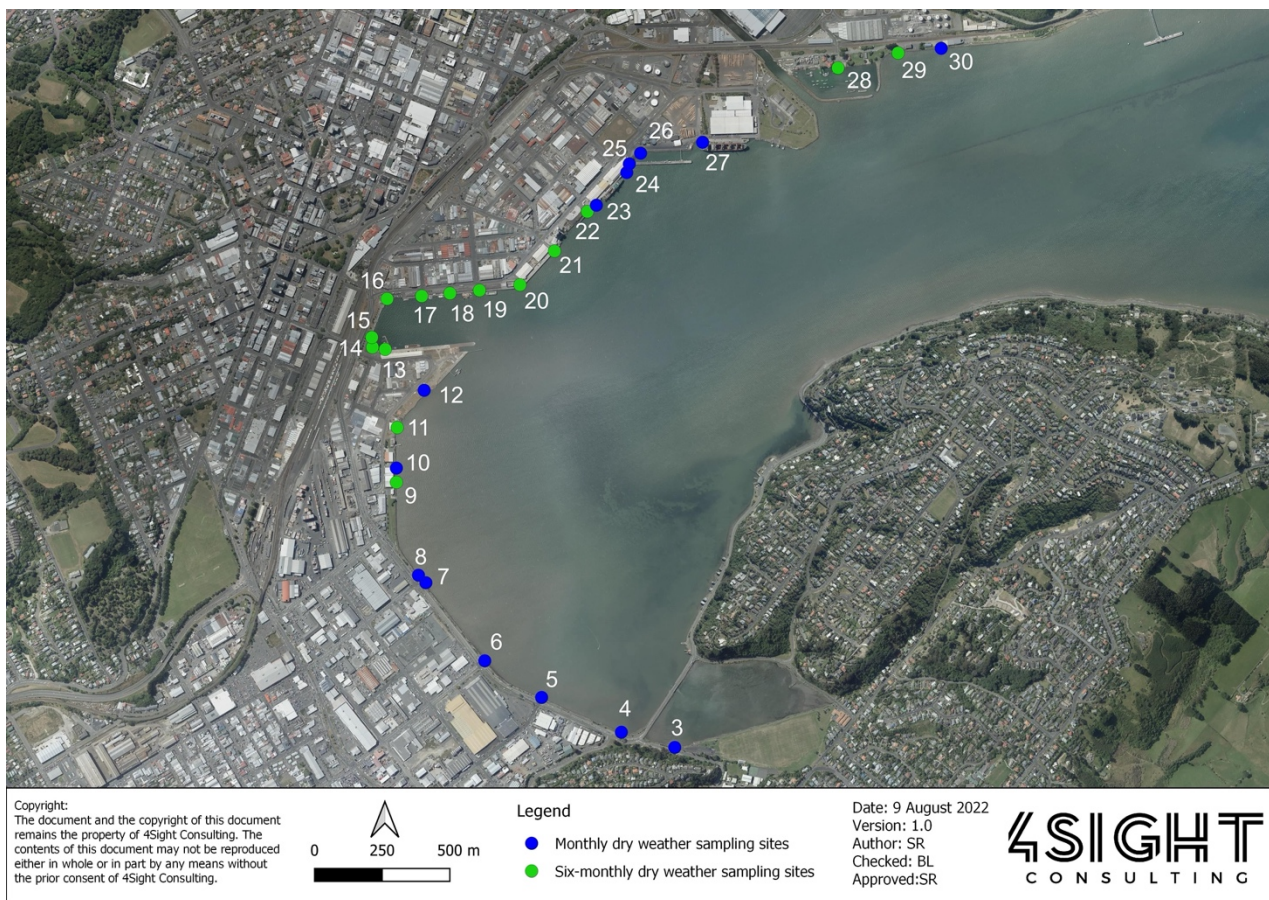 28
29
30
26
25
27
24
23
22
21
16
20
19
18
17
15
14
13
12
11
10
9
8
7
6
5
4
3
Copyright:
The document and the copyright of this document
remains the property of 4Sight Consulting. The
contents of this document may not be reproduced
either in whole or in part by any means without
the prior consent of 4Sight Consulting.
0 250 500 m
Legend
Monthly dry weather sampling sites
Six-monthly dry weather sampling sites
Date: 9 August 2022
Version: 1.0
Author: SR
Checked: BL
Approved:SR
4SIGHT
CONSULTING